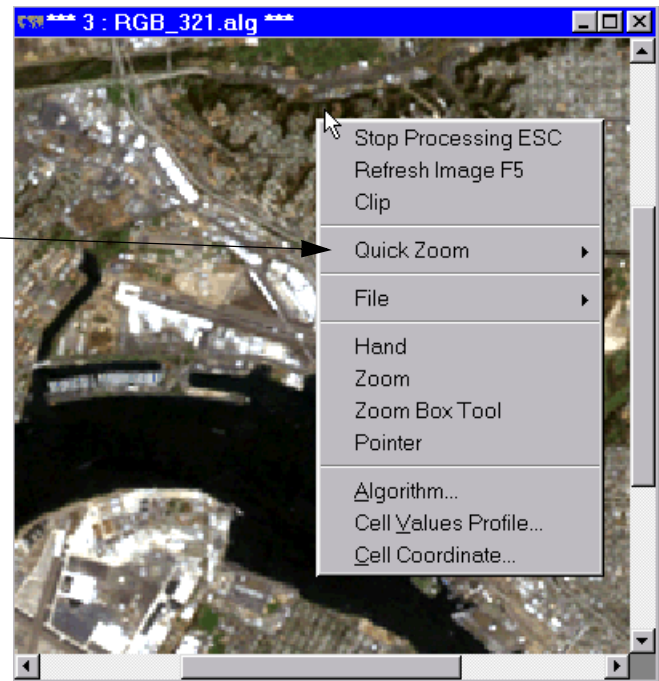 *** 3 : RGB_321.alg ***
Stop Processing ESC
Refresh Image F5
Clip
Quick Zoom
File
Hand
Zoom
Zoom Box Tool
Pointer
Algorithm...
Cell Values Profile...
Cell Coordinate...